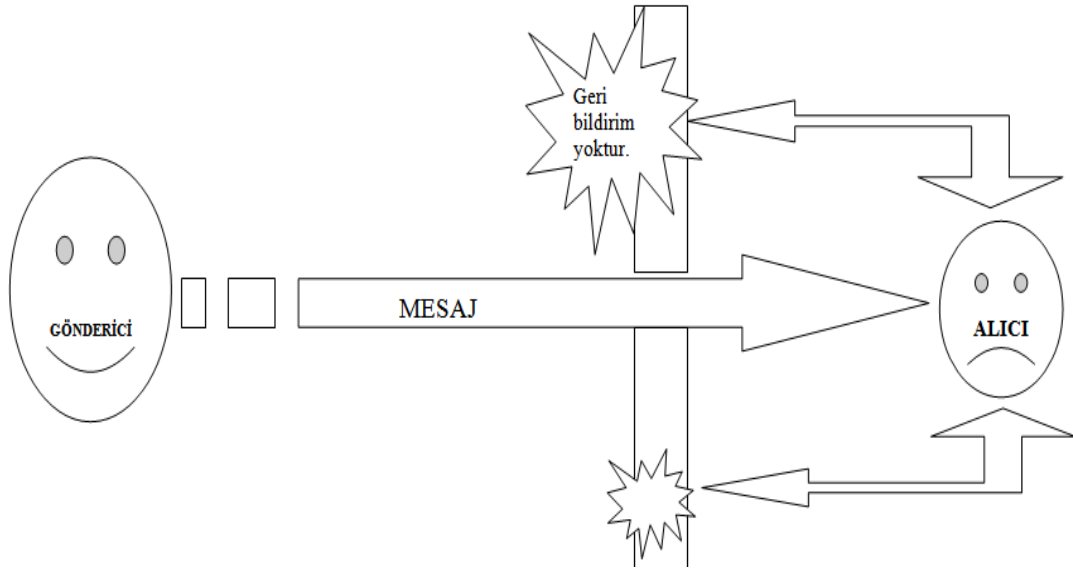 Geri
bildirim
yoktur.
GÖNDERİCİ
MESAJ
ALICI